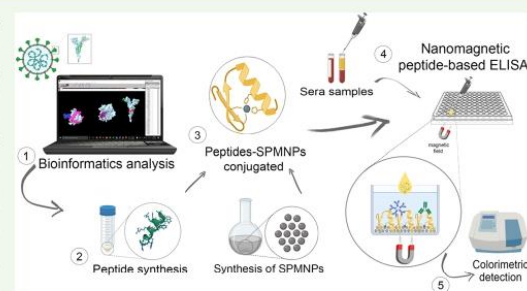 Sera samples
4
Nanomagnetic
peptide-based ELISA
3
1
Bioinformatics analysis
Peptides-SPMNPs
conjugated
magnetic
field
2
Peptide synthesis
Synthesis of SPMNPs
Colorimetric
detection
5